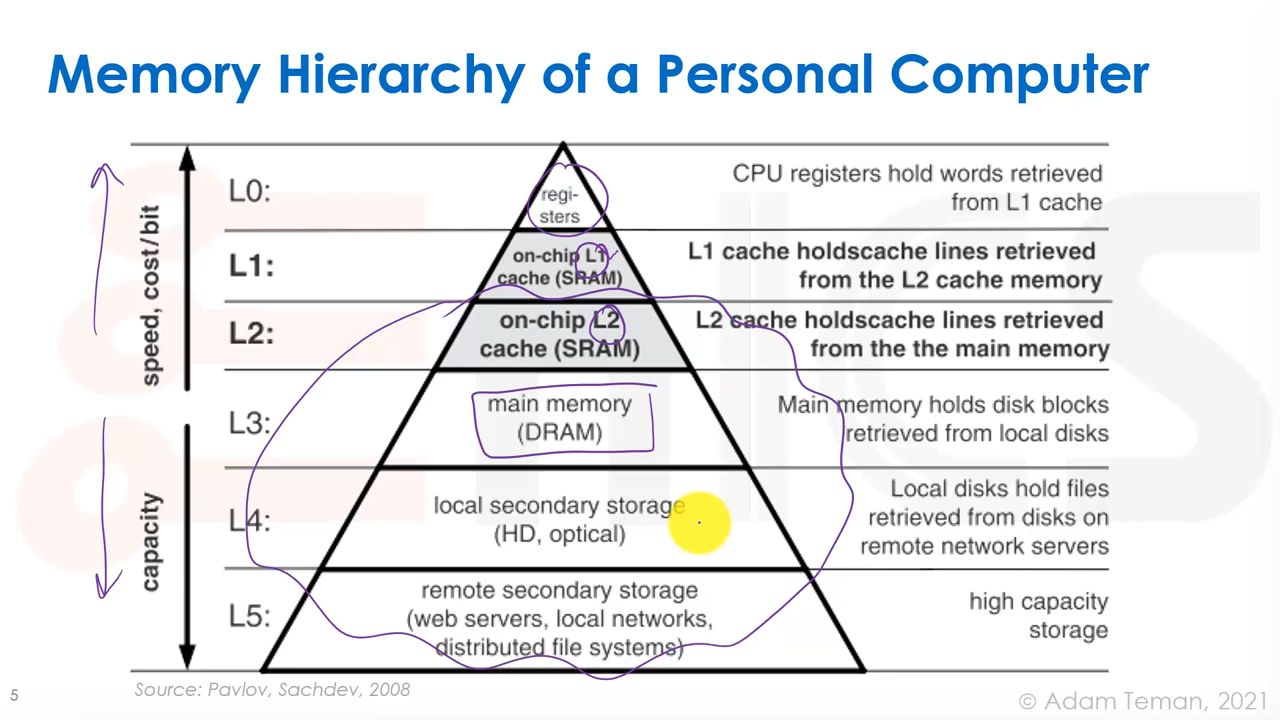 Memory Hierarchy of a Personal Computer
speed, cost/bit
capacity
L0:
regi-
sters
CPU registers hold words retrieved
from L1 cache
L1:
on-chip L1
cache (SRAM)
L1 cache holdscache lines retrieved
from the L2 cache memory
L2:
on-chip L2
cache (SRAM)
L2 cache holdscache lines retrieved
from the the main memory
L3:
main memory
(DRAM)
Main memory holds disk blocks
retrieved from local disks
L4:
local secondary storage
(HD, optical)
Local disks hold files
retrieved from disks on
remote network servers
L5:
remote secondary storage
(web servers, local networks,
distributed file systems)
high capacity
storage
5
Source: Pavlov, Sachdev, 2008
© Adam Teman, 2021